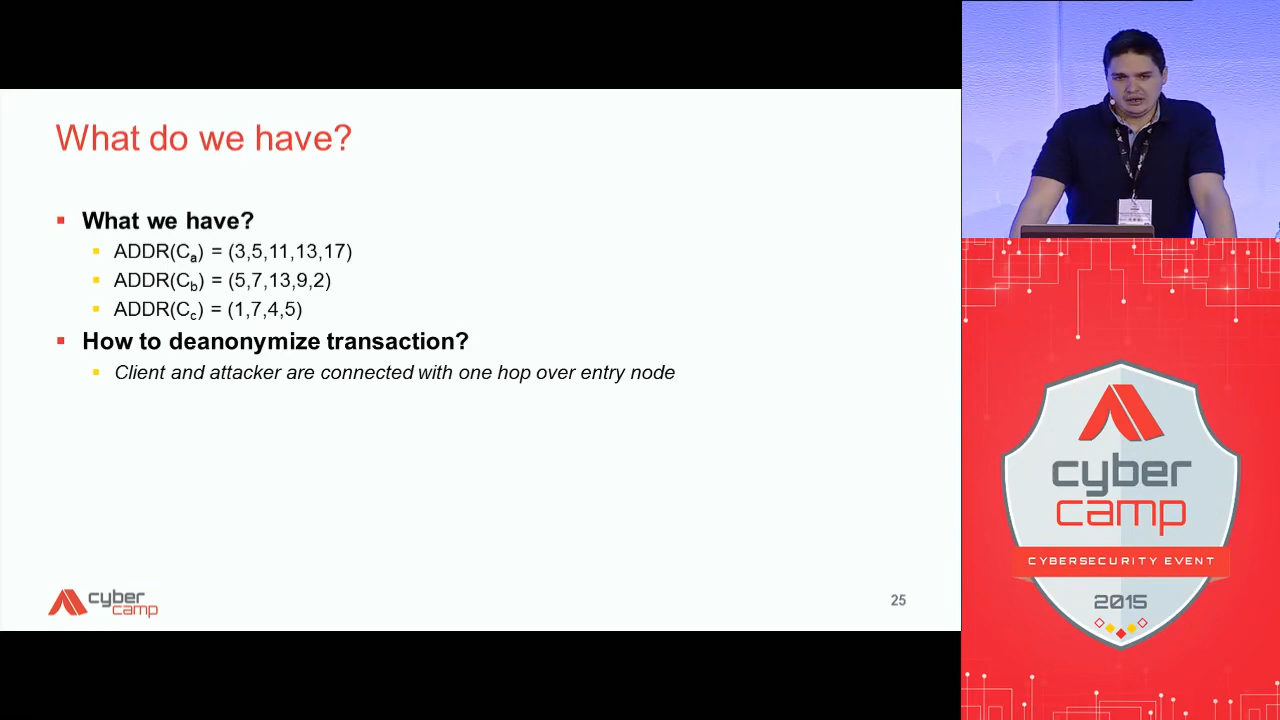 What do we have?
What we have?
ADDR(Ca) = (3,5,11,13,17)
ADDR(Cb) = (5,7,13,9,2)
ADDR(Cc) = (1,7,4,5)
How to deanonymize transaction?
Client and attacker are connected with one hop over entry node
cyber
camp
25
cyber
camp
CYBERSECURITY EVENT
2015